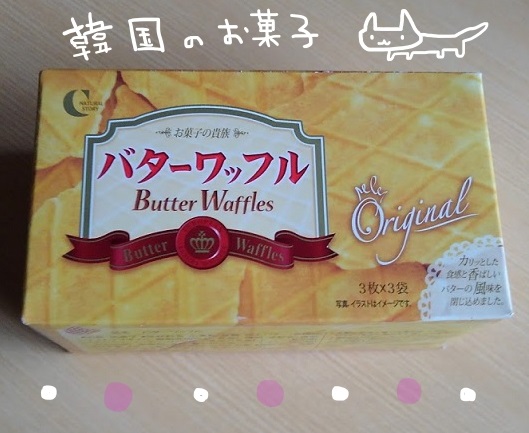 韓国のお菓子
C
NATURAL
STORY
お菓子の貴族
バターワッフル
Butter Waffles
Butter Waffles
Original
3枚×3袋
写真、イラストはイメージです。
カリッとした
食感と香ばしい
バターの風味を
閉じ込めました。